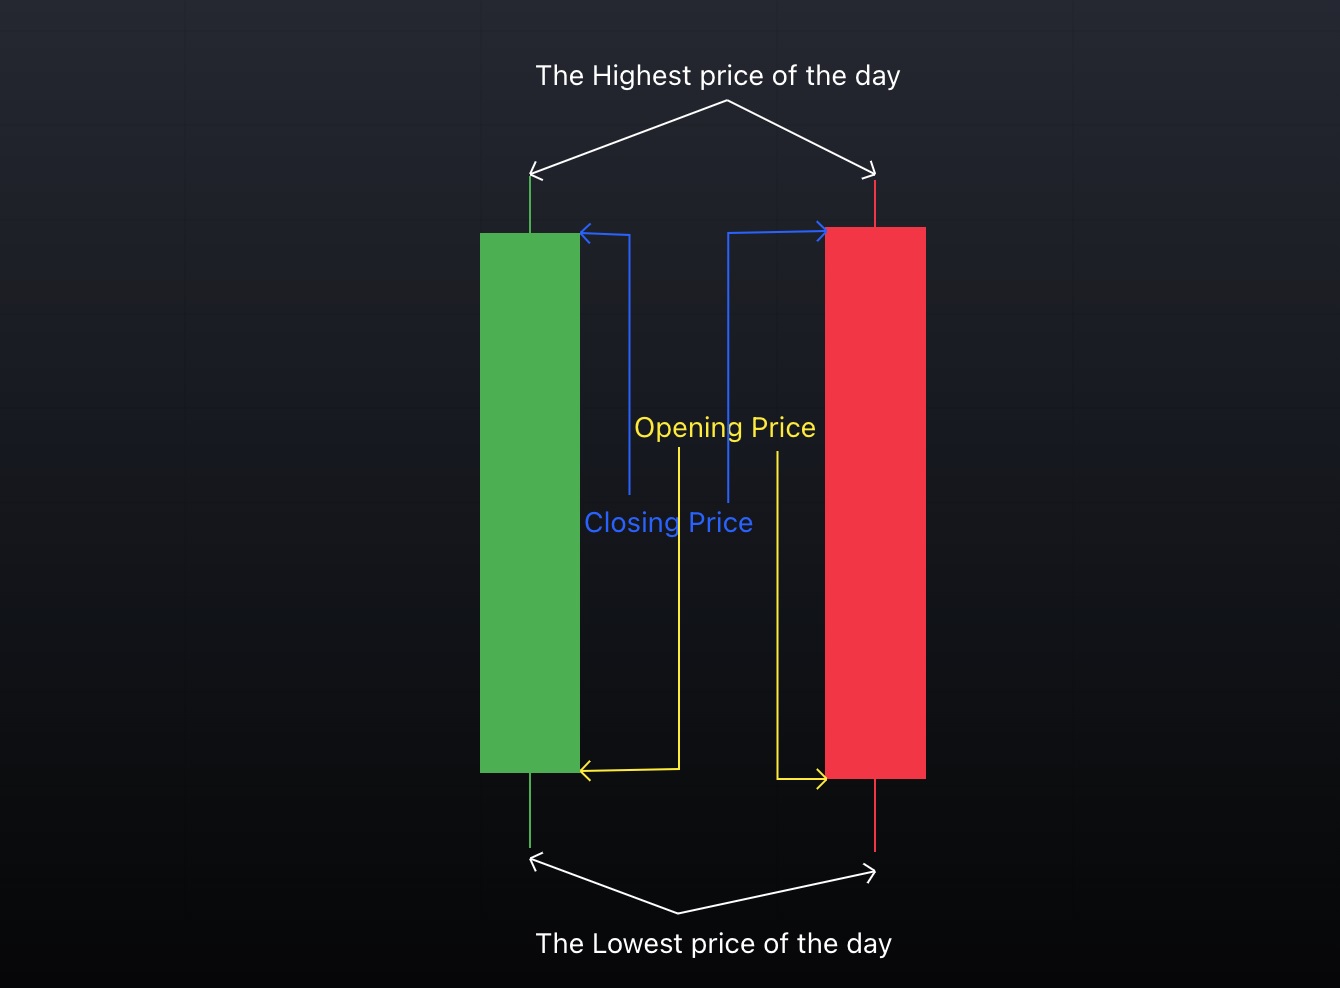 The Highest price of the day
Opening Price
Closing Price
The Lowest price of the day